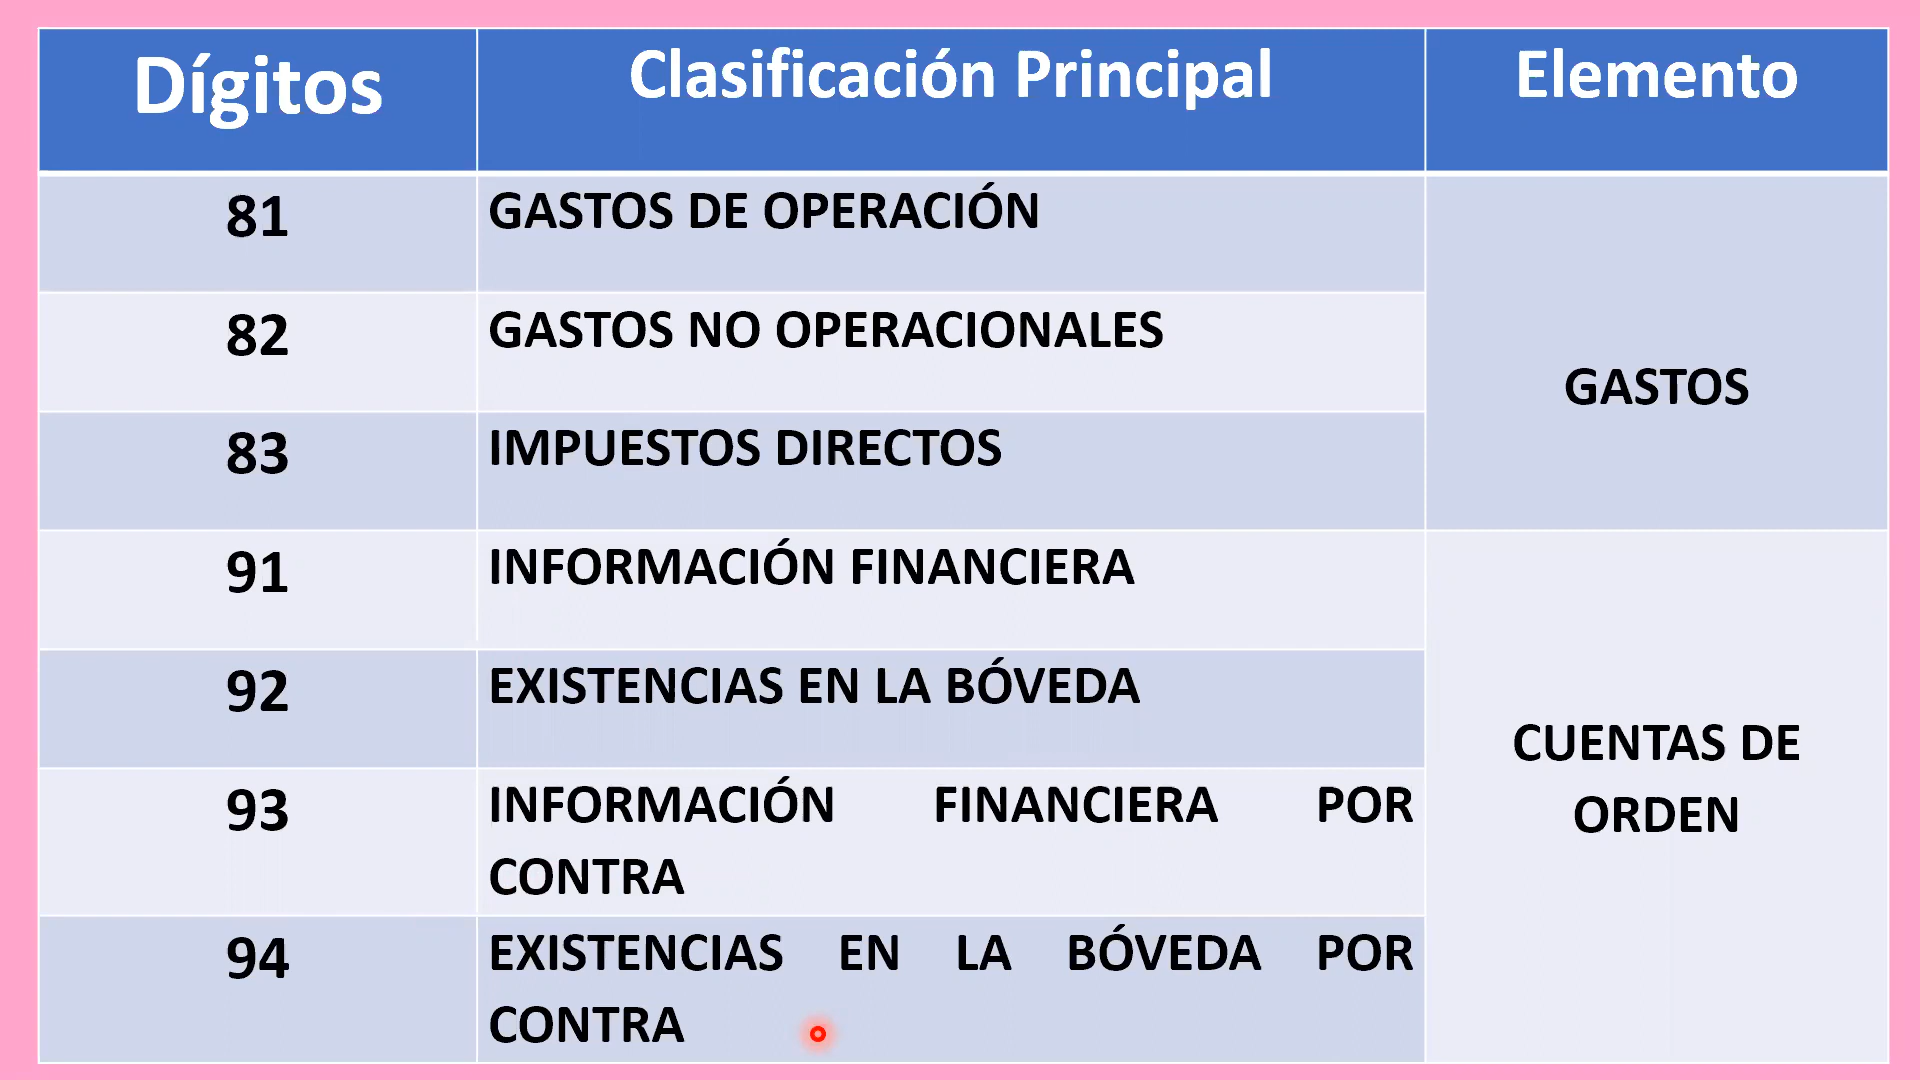 Dígitos Clasificación Principal Elemento
81 GASTOS DE OPERACIÓN
82 GASTOS NO OPERACIONALES
GASTOS
83 IMPUESTOS DIRECTOS
91 INFORMACIÓN FINANCIERA
92 EXISTENCIAS EN LA BÓVEDA
CUENTAS DE
ORDEN
93 INFORMACIÓN FINANCIERA POR
CONTRA
94 EXISTENCIAS EN LA BÓVEDA POR
CONTRA